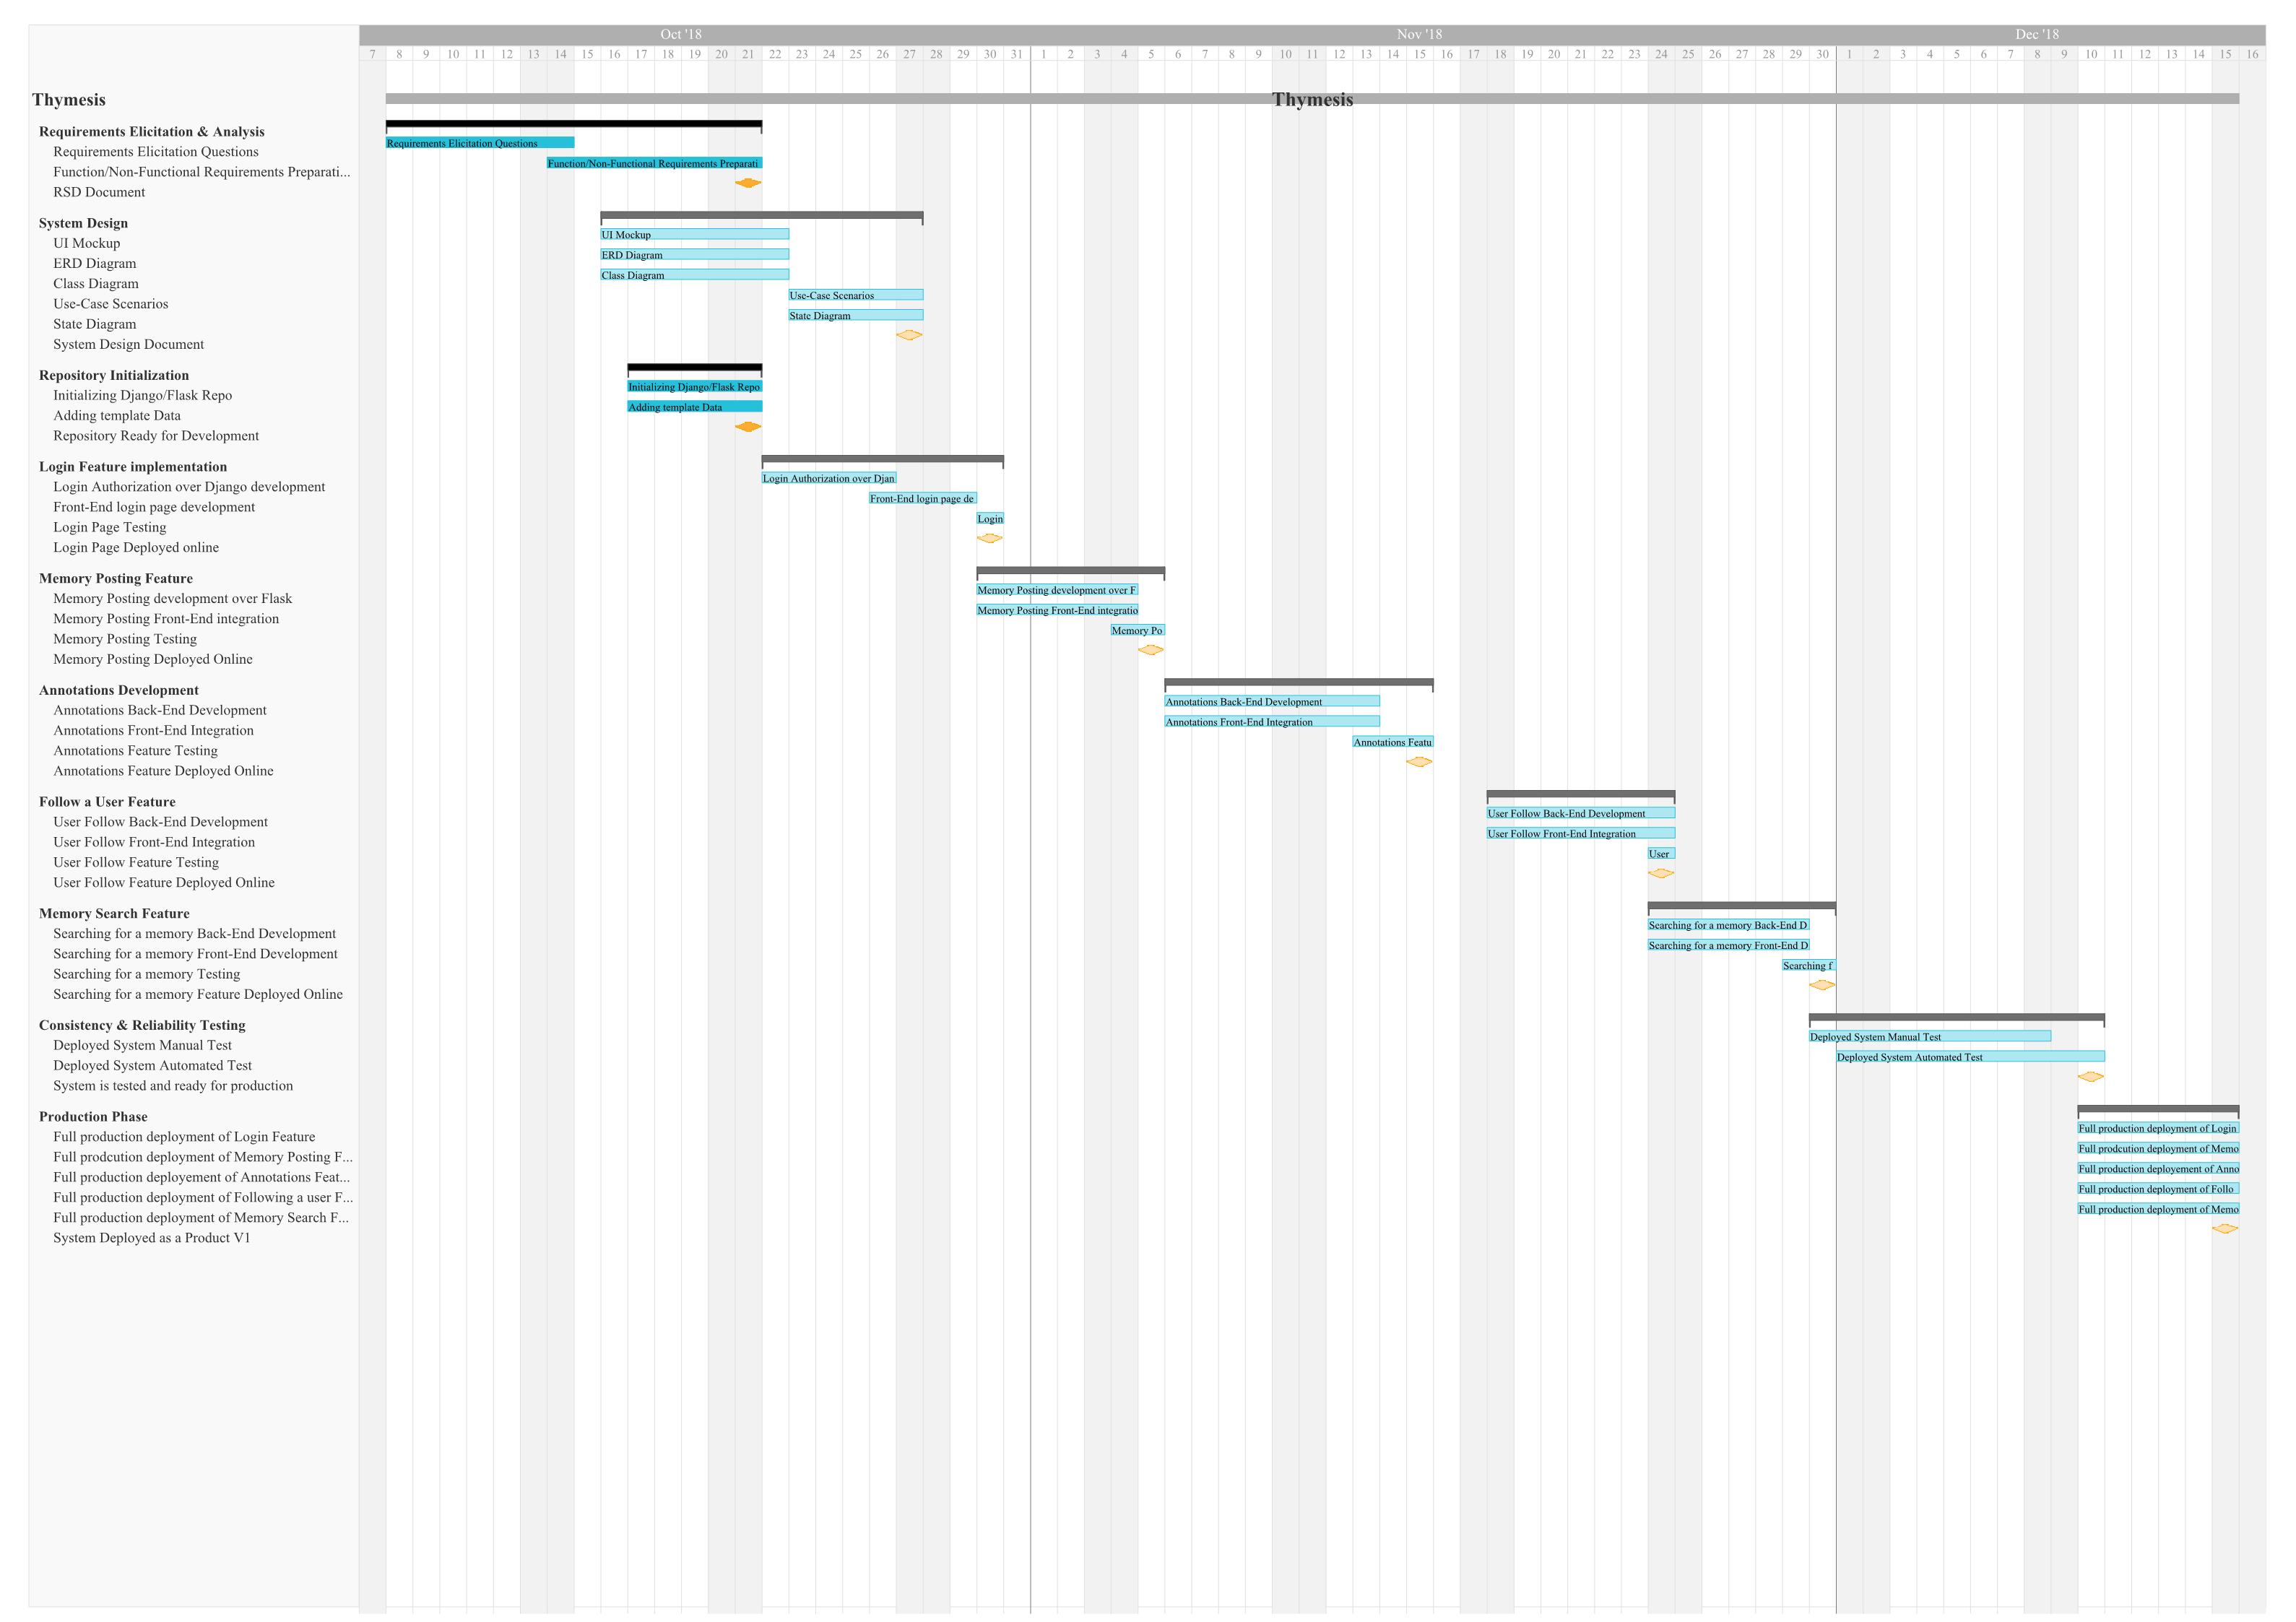 Oct '18 Nov '18 Dec '18
7 8 9 10 11 12 13 14 15 16 17 18 19 20 21 22 23 24 25 26 27 28 29 30 31 1 2 3 4 5 6 7 8 9 10 11 12 13 14 15 16 17 18 19 20 21 22 23 24 25 26 27 28 29 30 1 2 3 4 5 6 7 8 9 10 11 12 13 14 15 16
Thymesis Thymesis
Requirements Elicitation & Analysis
Requirements Elicitation Questions Requirements Elicitation Questions
Function/Non-Functional Requirements Preparati... Function/Non-Functional Requirements Preparati
RSD Document
System Design
UI Mockup UI Mockup
ERD Diagram ERD Diagram
Class Diagram Class Diagram
Use-Case Scenarios Use-Case Scenarios
State Diagram State Diagram
System Design Document
Repository Initialization
Initializing Django/Flask Repo Initializing Django/Flask Repo
Adding template Data Adding template Data
Repository Ready for Development
Login Feature implementation
Login Authorization over Django development Login Authorization over Djan
Front-End login page development Front-End login page de
Login Page Testing Login
Login Page Deployed online
Memory Posting Feature
Memory Posting development over Flask Memory Posting development over F
Memory Posting Front-End integration Memory Posting Front-End integratio
Memory Posting Testing Memory Po
Memory Posting Deployed Online
Annotations Development
Annotations Back-End Development Annotations Back-End Development
Annotations Front-End Integration Annotations Front-End Integration
Annotations Feature Testing Annotations Featu
Annotations Feature Deployed Online
Follow a User Feature
User Follow Back-End Development User Follow Back-End Development
User Follow Front-End Integration User Follow Front-End Integration
User Follow Feature Testing User
User Follow Feature Deployed Online
Memory Search Feature
Searching for a memory Back-End Development Searching for a memory Back-End D
Searching for a memory Front-End Development Searching for a memory Front-End D
Searching for a memory Testing Searching f
Searching for a memory Feature Deployed Online
Consistency & Reliability Testing
Deployed System Manual Test Deployed System Manual Test
Deployed System Automated Test Deployed System Automated Test
System is tested and ready for production
Production Phase
Full production deployment of Login Feature Full production deployment of Login
Full prodcution deployment of Memory Posting F... Full prodcution deployment of Memo
Full production deployement of Annotations Feat... Full production deployement of Anno
Full production deployment of Following a user F... Full production deployment of Follo
Full production deployment of Memory Search F... Full production deployment of Memo
System Deployed as a Product V1